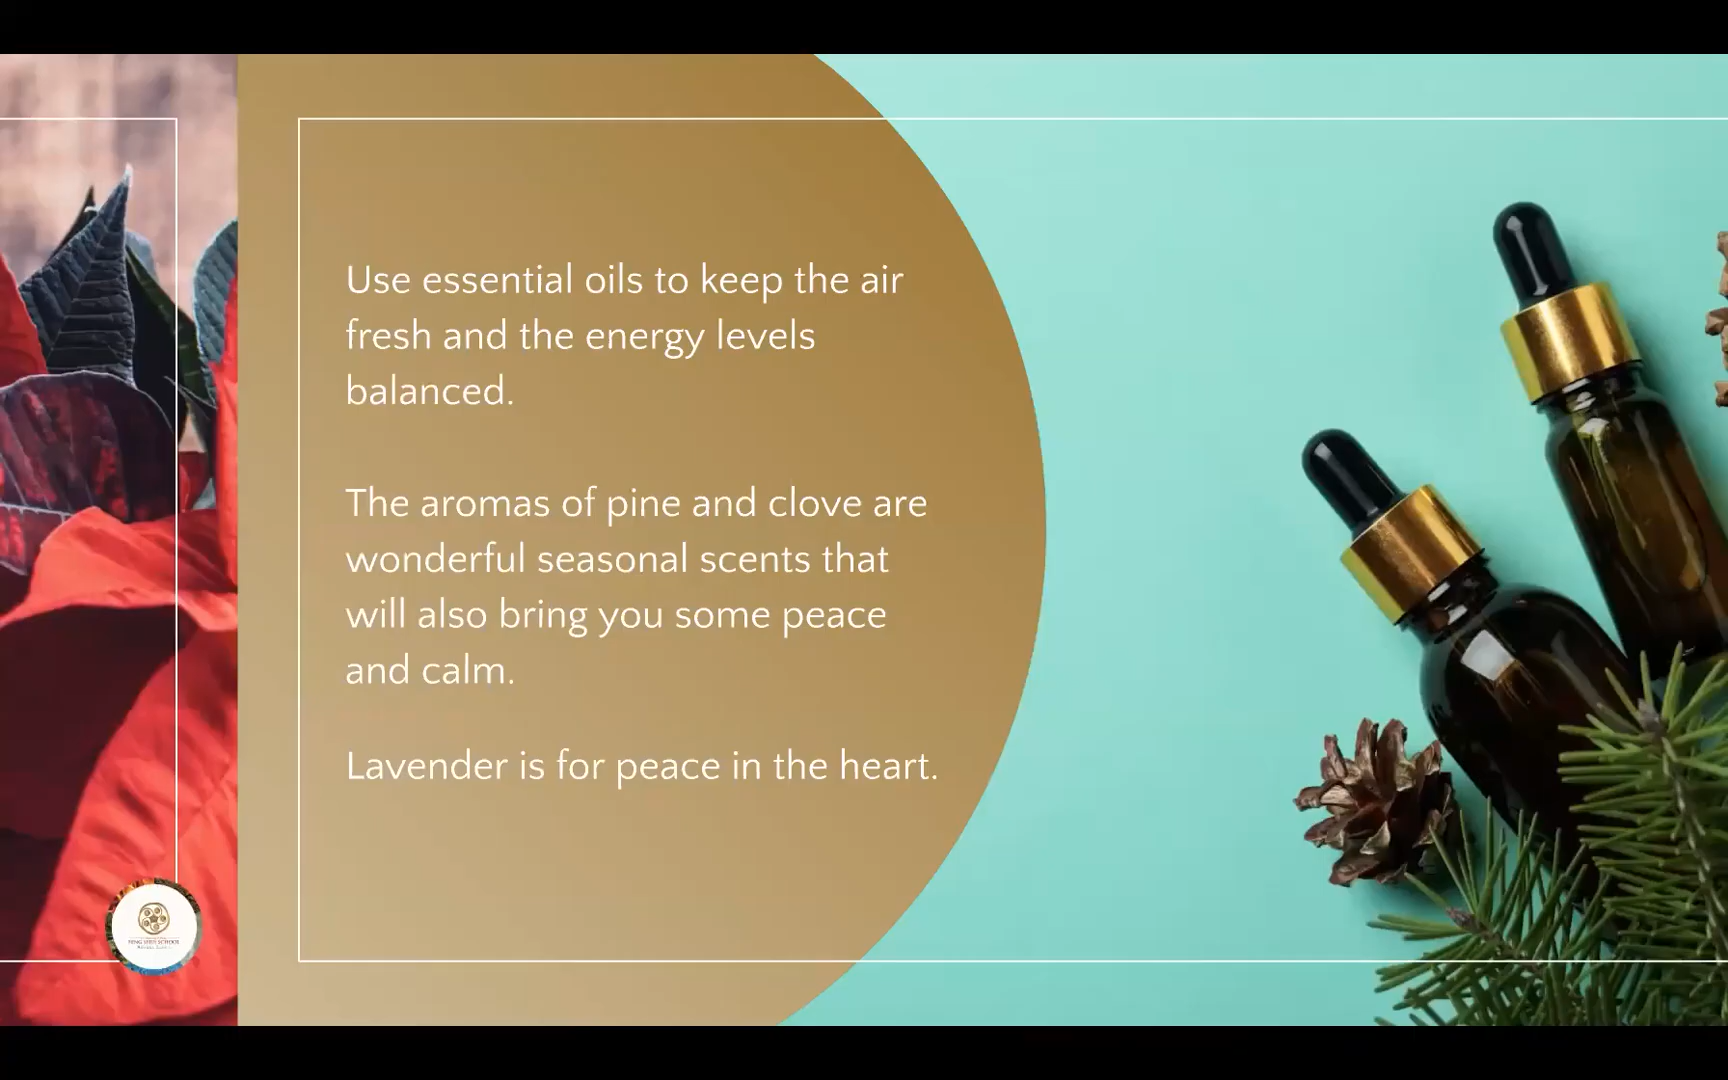 Use essential oils to keep the air
fresh and the energy levels
balanced.
The aromas of pine and clove are
wonderful seasonal scents that
will also bring you some peace
and calm.
Lavender is for peace in the heart.